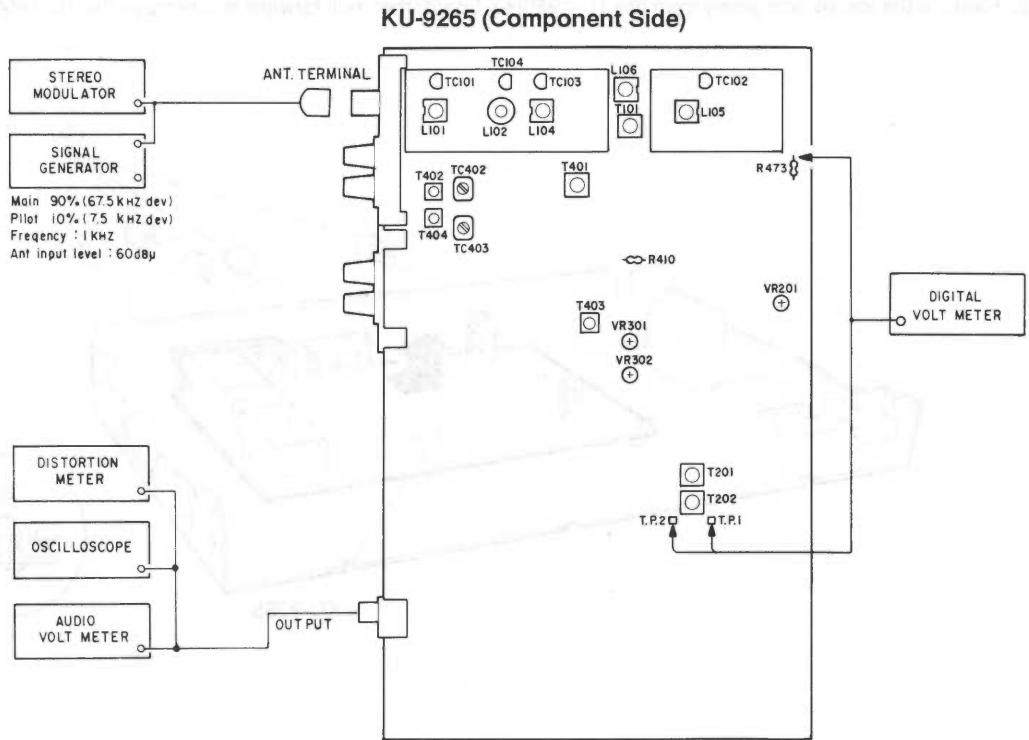 KU-9265 (Component Side)
STEREO
MODULATOR
ANT. TERMINAL
SIGNAL
GENERATOR
Main 90% (67.5 kHZ dev)
Pilot 10% (7.5 kHZ dev)
Freqency : 1 kHZ
Ant input level : 60dBμ
TC101
TC104
TC103
L106
TC102
L101
L102
L104
T101
L105
R473
T402
TC402
T401
T404
TC403
R410
VR201
T403
VR301
VR302
DIGITAL
VOLT METER
DISTORTION
METER
OSCILLOSCOPE
AUDIO
VOLT METER
OUTPUT
T201
T202
T.P.2
T.P.1